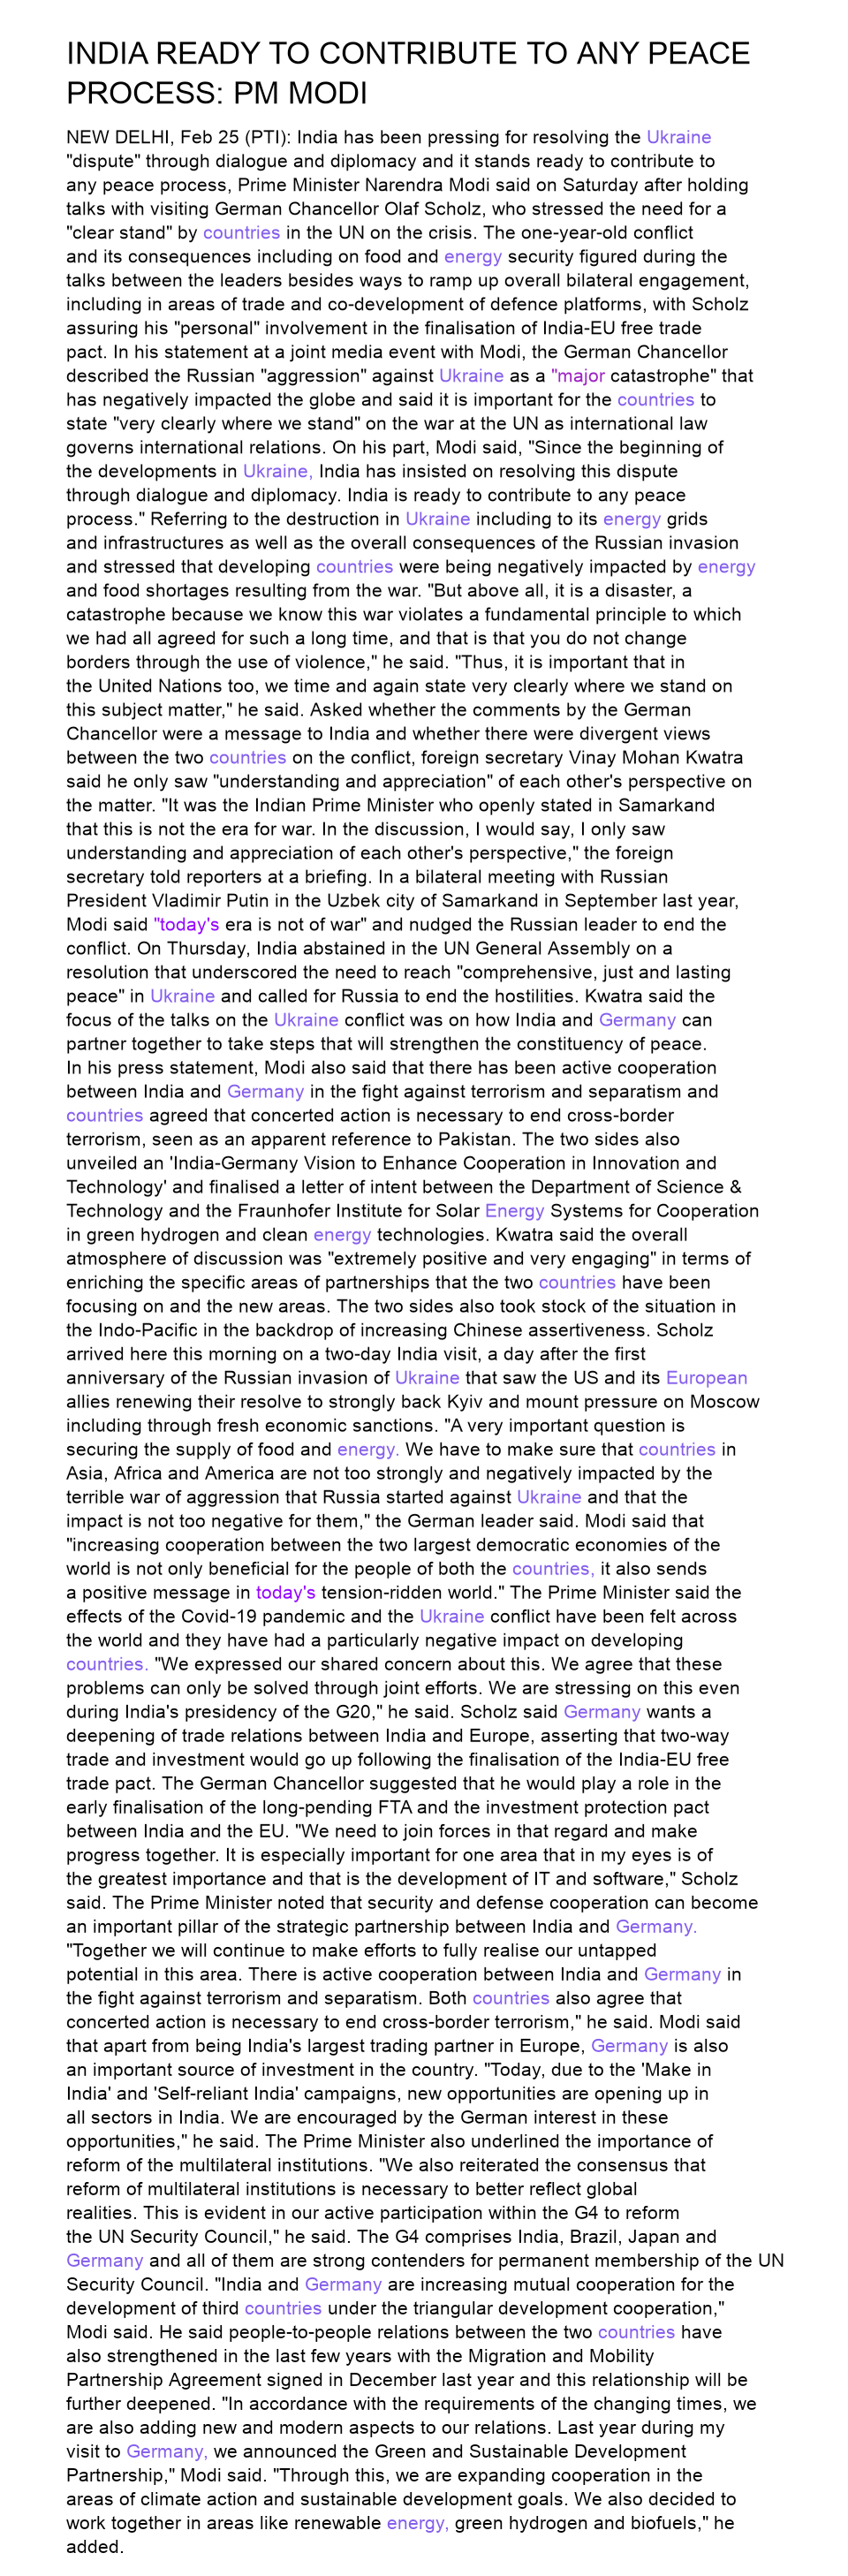 INDIA READY TO CONTRIBUTE TO ANY PEACE
PROCESS: PM MODI
NEW DELHI, Feb 25 (PTI): India has been pressing for resolving the Ukraine
"dispute" through dialogue and diplomacy and it stands ready to contribute to
any peace process, Prime Minister Narendra Modi said on Saturday after holding
talks with visiting German Chancellor Olaf Scholz, who stressed the need for a
"clear stand" by countries in the UN on the crisis. The one-year-old conflict
and its consequences including on food and energy security figured during the
talks between the leaders besides ways to ramp up overall bilateral engagement,
including in areas of trade and co-development of defence platforms, with Scholz
assuring his "personal" involvement in the finalisation of India-EU free trade
pact. In his statement at a joint media event with Modi, the German Chancellor
described the Russian "aggression" against Ukraine as a "major catastrophe" that
has negatively impacted the globe and said it is important for the countries to
state "very clearly where we stand" on the war at the UN as international law
governs international relations. On his part, Modi said, "Since the beginning of
the developments in Ukraine, India has insisted on resolving this dispute
through dialogue and diplomacy. India is ready to contribute to any peace
process." Referring to the destruction in Ukraine including to its energy grids
and infrastructures as well as the overall consequences of the Russian invasion
and stressed that developing countries were being negatively impacted by energy
and food shortages resulting from the war. "But above all, it is a disaster, a
catastrophe because we know this war violates a fundamental principle to which
we had all agreed for such a long time, and that is that you do not change
borders through the use of violence," he said. "Thus, it is important that in
the United Nations too, we time and again state very clearly where we stand on
this subject matter," he said. Asked whether the comments by the German
Chancellor were a message to India and whether there were divergent views
between the two countries on the conflict, foreign secretary Vinay Mohan Kwatra
said he only saw "understanding and appreciation" of each other's perspective on
the matter. "It was the Indian Prime Minister who openly stated in Samarkand
that this is not the era for war. In the discussion, I would say, I only saw
understanding and appreciation of each other's perspective," the foreign
secretary told reporters at a briefing. In a bilateral meeting with Russian
President Vladimir Putin in the Uzbek city of Samarkand in September last year,
Modi said "today's era is not of war" and nudged the Russian leader to end the
conflict. On Thursday, India abstained in the UN General Assembly on a
resolution that underscored the need to reach "comprehensive, just and lasting
peace" in Ukraine and called for Russia to end the hostilities. Kwatra said the
focus of the talks on the Ukraine conflict was on how India and Germany can
partner together to take steps that will strengthen the constituency of peace.
In his press statement, Modi also said that there has been active cooperation
between India and Germany in the fight against terrorism and separatism and
countries agreed that concerted action is necessary to end cross-border
terrorism, seen as an apparent reference to Pakistan. The two sides also
unveiled an 'India-Germany Vision to Enhance Cooperation in Innovation and
Technology' and finalised a letter of intent between the Department of Science &
Technology and the Fraunhofer Institute for Solar Energy Systems for Cooperation
in green hydrogen and clean energy technologies. Kwatra said the overall
atmosphere of discussion was "extremely positive and very engaging" in terms of
enriching the specific areas of partnerships that the two countries have been
focusing on and the new areas. The two sides also took stock of the situation in
the Indo-Pacific in the backdrop of increasing Chinese assertiveness. Scholz
arrived here this morning on a two-day India visit, a day after the first
anniversary of the Russian invasion of Ukraine that saw the US and its European
allies renewing their resolve to strongly back Kyiv and mount pressure on Moscow
including through fresh economic sanctions. "A very important question is
securing the supply of food and energy. We have to make sure that countries in
Asia, Africa and America are not too strongly and negatively impacted by the
terrible war of aggression that Russia started against Ukraine and that the
impact is not too negative for them," the German leader said. Modi said that
"increasing cooperation between the two largest democratic economies of the
world is not only beneficial for the people of both the countries, it also sends
a positive message in today's tension-ridden world." The Prime Minister said the
effects of the Covid-19 pandemic and the Ukraine conflict have been felt across
the world and they have had a particularly negative impact on developing
countries. "We expressed our shared concern about this. We agree that these
problems can only be solved through joint efforts. We are stressing on this even
during India's presidency of the G20," he said. Scholz said Germany wants a
deepening of trade relations between India and Europe, asserting that two-way
trade and investment would go up following the finalisation of the India-EU free
trade pact. The German Chancellor suggested that he would play a role in the
early finalisation of the long-pending FTA and the investment protection pact
between India and the EU. "We need to join forces in that regard and make
progress together. It is especially important for one area that in my eyes is of
the greatest importance and that is the development of IT and software," Scholz
said. The Prime Minister noted that security and defense cooperation can become
an important pillar of the strategic partnership between India and Germany.
"Together we will continue to make efforts to fully realise our untapped
potential in this area. There is active cooperation between India and Germany in
the fight against terrorism and separatism. Both countries also agree that
concerted action is necessary to end cross-border terrorism," he said. Modi said
that apart from being India's largest trading partner in Europe, Germany is also
an important source of investment in the country. "Today, due to the 'Make in
India' and 'Self-reliant India' campaigns, new opportunities are opening up in
all sectors in India. We are encouraged by the German interest in these
opportunities," he said. The Prime Minister also underlined the importance of
reform of the multilateral institutions. "We also reiterated the consensus that
reform of multilateral institutions is necessary to better reflect global
realities. This is evident in our active participation within the G4 to reform
the UN Security Council," he said. The G4 comprises India, Brazil, Japan and
Germany and all of them are strong contenders for permanent membership of the UN
Security Council. "India and Germany are increasing mutual cooperation for the
development of third countries under the triangular development cooperation,"
Modi said. He said people-to-people relations between the two countries have
also strengthened in the last few years with the Migration and Mobility
Partnership Agreement signed in December last year and this relationship will be
further deepened. "In accordance with the requirements of the changing times, we
are also adding new and modern aspects to our relations. Last year during my
visit to Germany, we announced the Green and Sustainable Development
Partnership," Modi said. "Through this, we are expanding cooperation in the
areas of climate action and sustainable development goals. We also decided to
work together in areas like renewable energy, green hydrogen and biofuels," he
added.